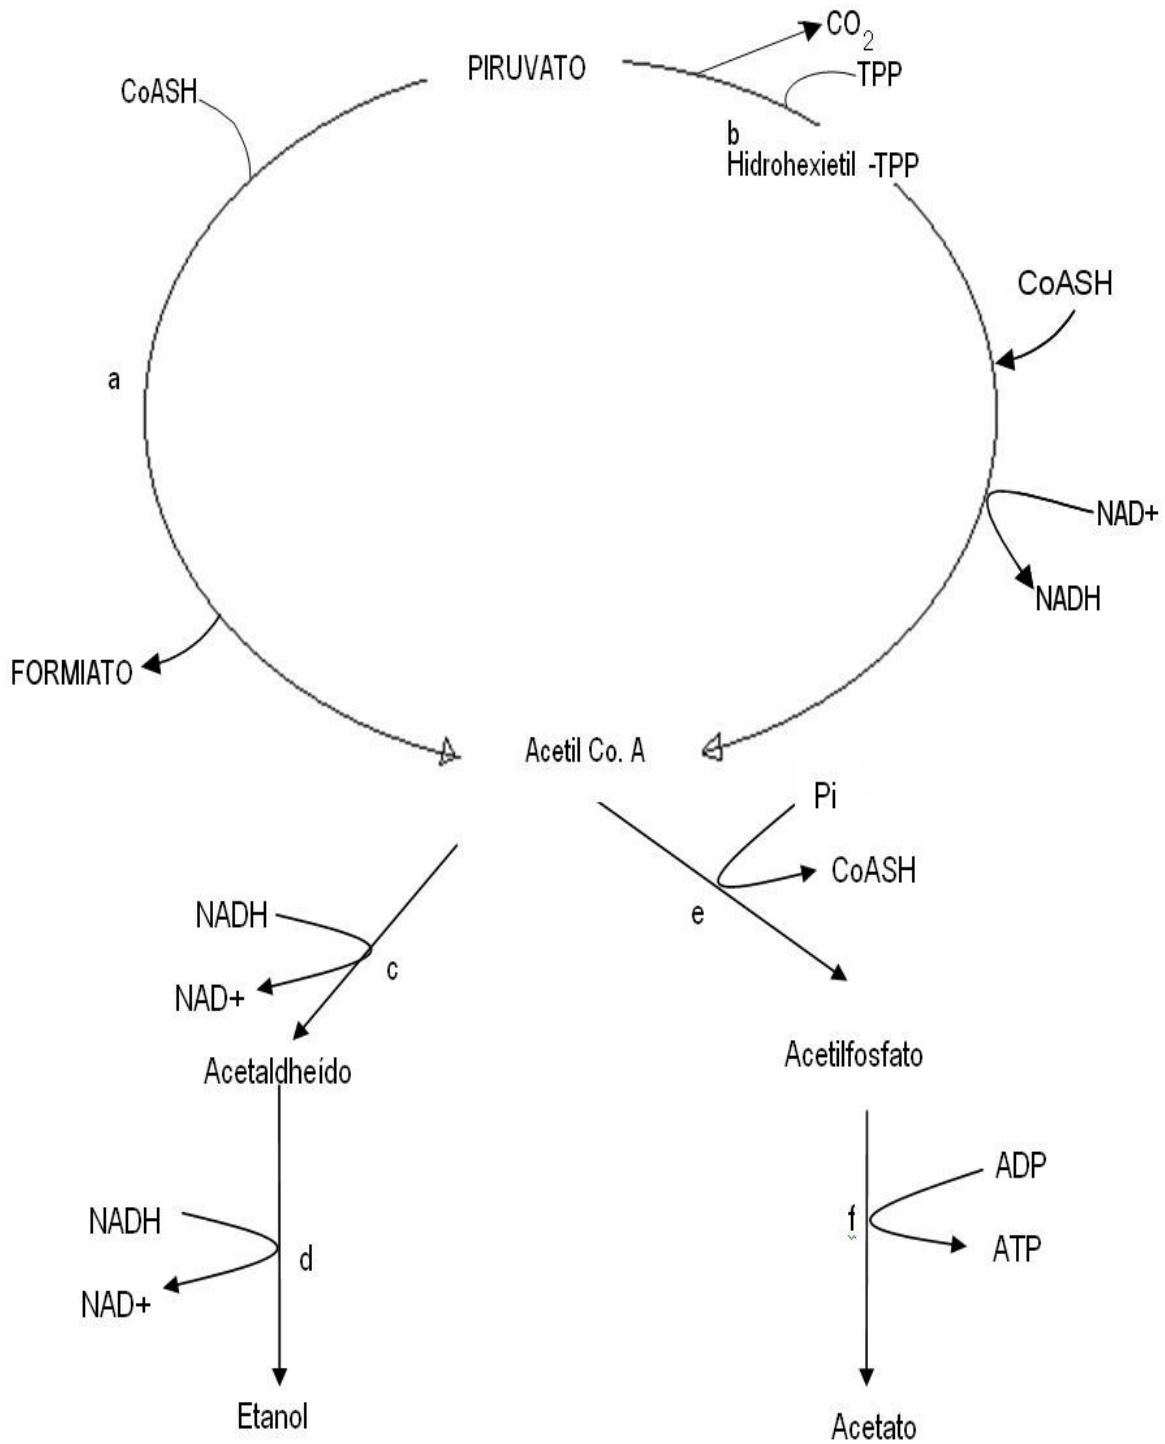 CO2
PIRUVATO
TPP
CoASH
b
Hidrohexietil -TPP
CoASH
a
NAD+
NADH
FORMIATO
Acetil Co. A
Pi
CoASH
NADH
e
c
NAD+
Acetaldheído
Acetilfosfato
ADP
NADH
f
ATP
d
NAD+
Etanol
Acetato